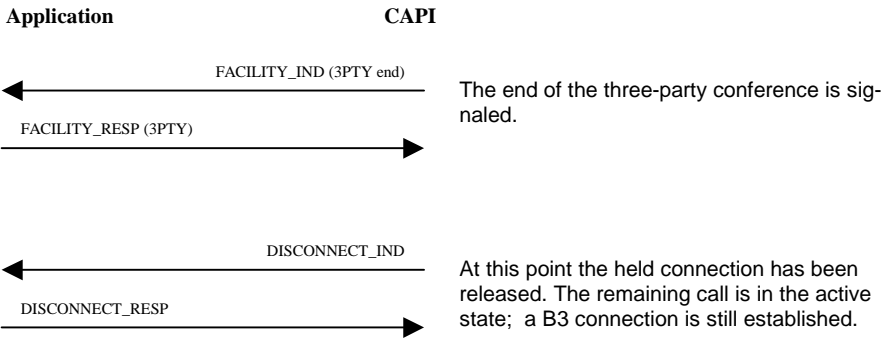 Application CAPI
FACILITY_IND (3PTY end)
The end of the three-party conference is sig-
naled.
FACILITY_RESP (3PTY)
DISCONNECT_IND
At this point the held connection has been
released. The remaining call is in the active
state;  a B3 connection is still established.
DISCONNECT_RESP